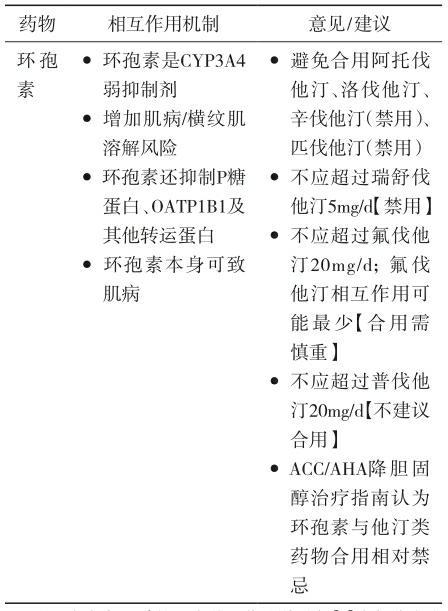 药物 相互作用机制 意见/建议
环孢
素
• 环孢素是CYP3A4
弱抑制剂
• 增加肌病/横纹肌
溶解风险
• 环孢素还抑制P糖
蛋白、OATP1B1及
其他转运蛋白
• 环孢素本身可致
肌病
• 避免合用阿托伐
他汀、洛伐他汀、
辛伐他汀(禁用)、
匹伐他汀(禁用)
• 不应超过瑞舒伐
他汀5mg/d【禁用】
• 不应超过氟伐他
汀20mg/d; 氟伐
他汀相互作用可
能最少【合用需
慎重】
• 不应超过普伐他
汀20mg/d【不建议
合用】
• ACC/AHA降胆固
醇治疗指南认为
环孢素与他汀类
药物合用相对禁
忌